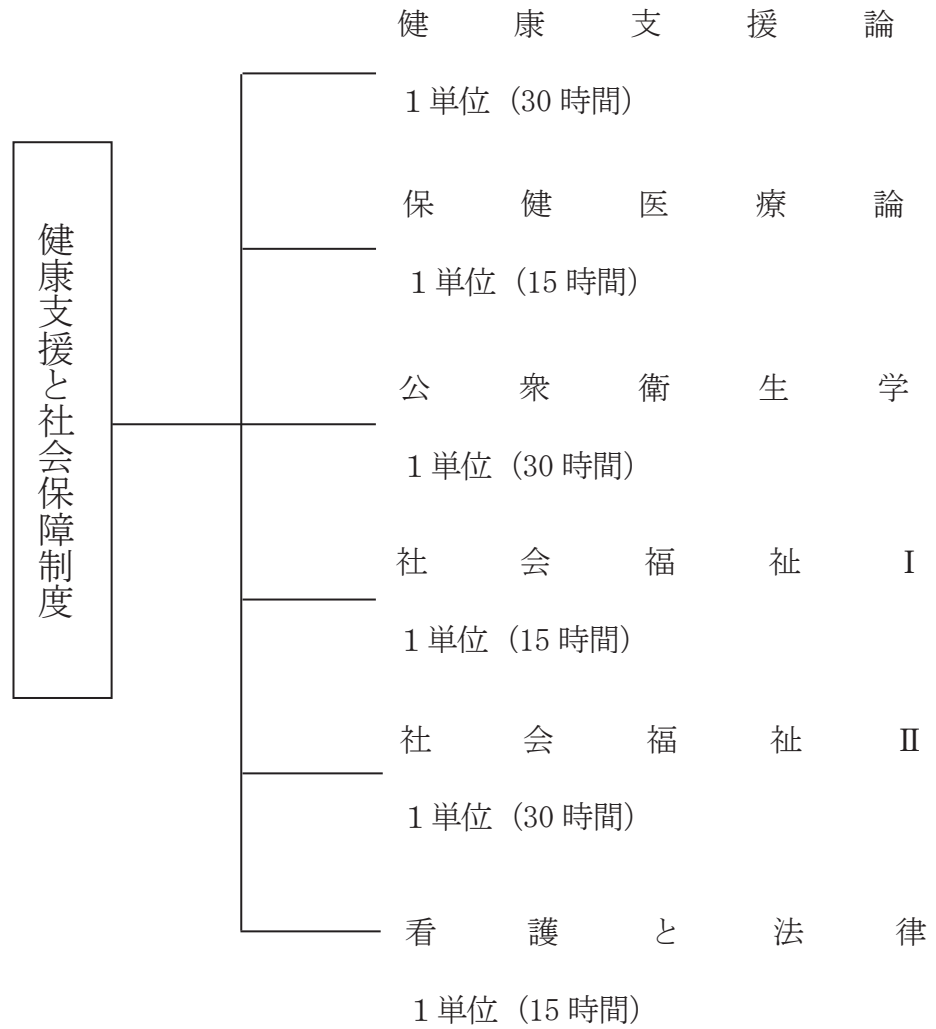 健康支援と社会保障制度
健康支援論
1単位（30時間）
保健医療論
1単位（15時間）
公衆衛生学
1単位（30時間）
社会福祉Ⅰ
1単位（15時間）
社会福祉Ⅱ
1単位（30時間）
看護と法律
1単位（15時間）